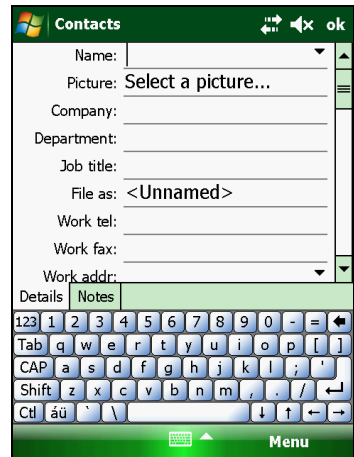 Contacts ok
Name:
Picture: Select a picture...
Company:
Department:
Job title:
File as: <Unnamed>
Work tel:
Work fax:
Work addr:
Details Notes
123 1 2 3 4 5 6 7 8 9 0 - =
Tab q w e r t y u i o p [ ]
CAP a s d f g h j k l ; '
Shift z x c v b n m , . /
Ctl áü ` \
Menu